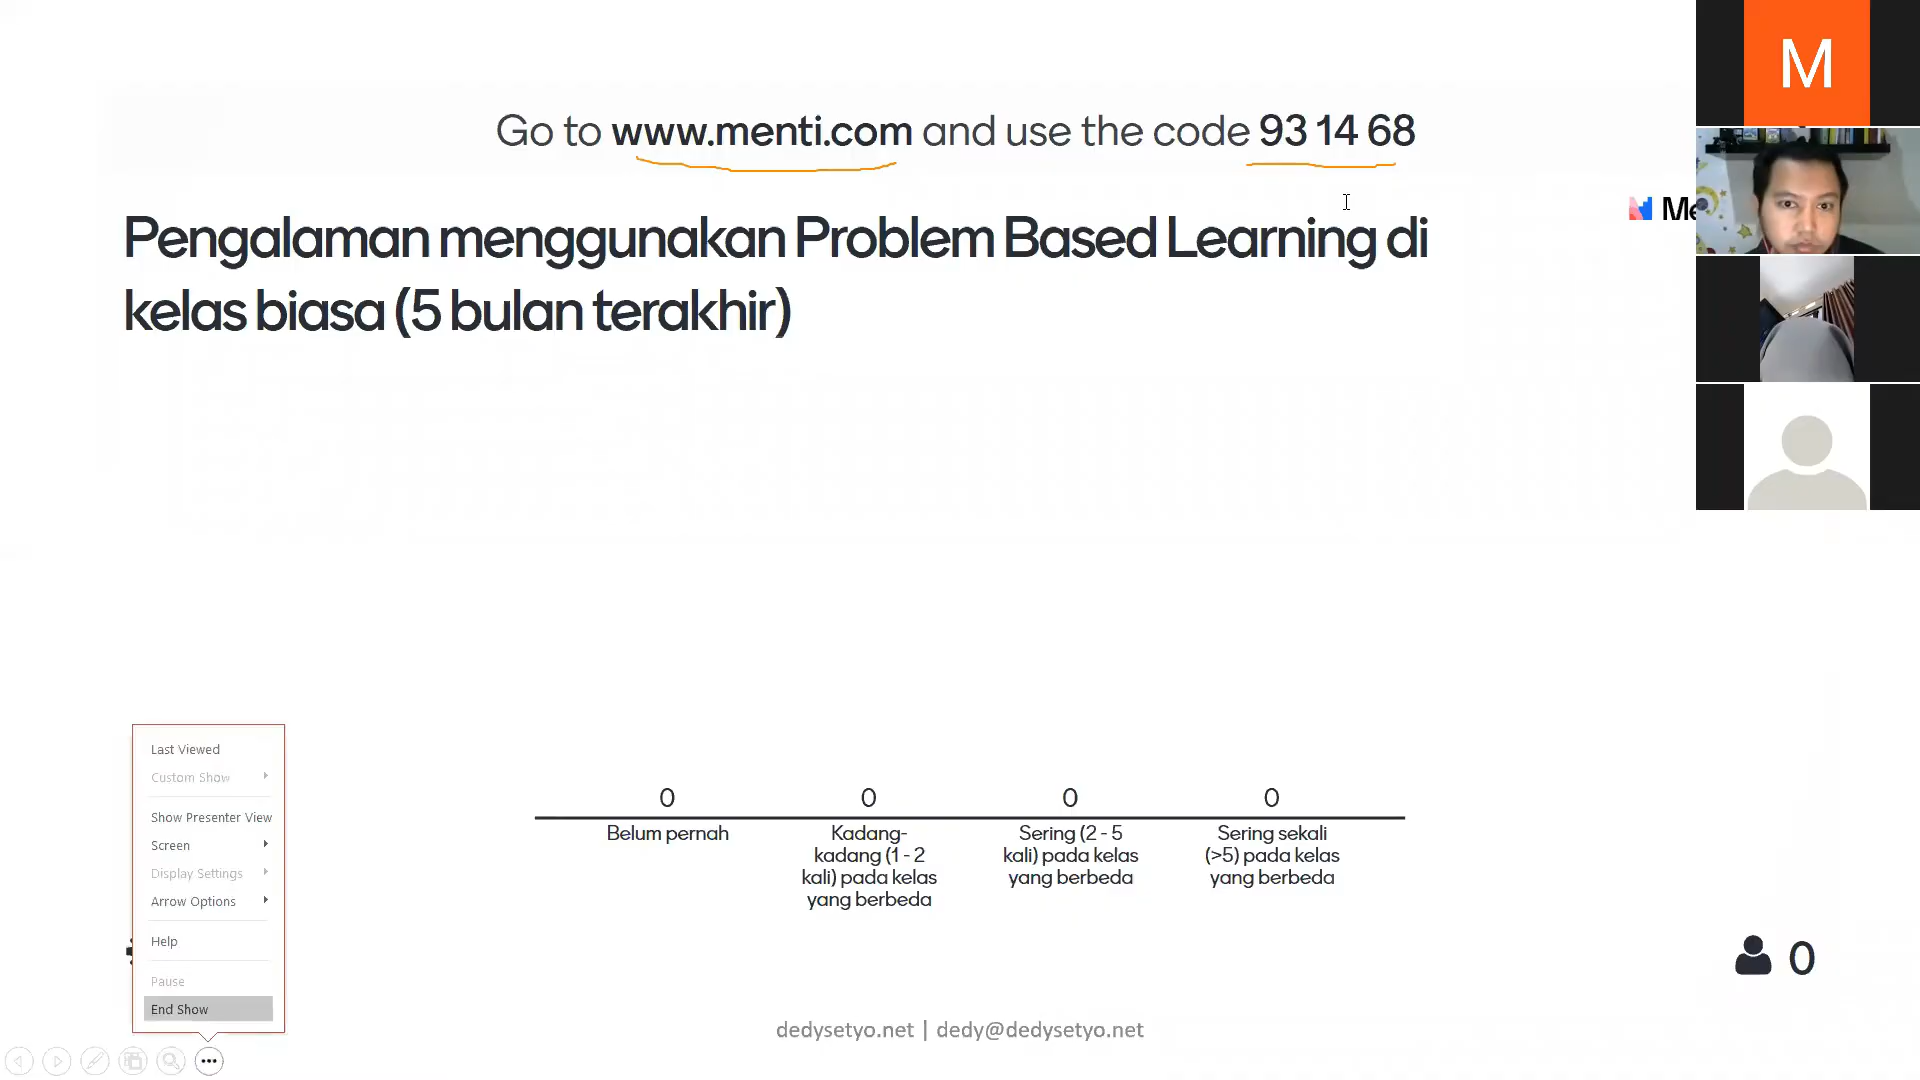 Go to www.menti.com and use the code 93 14 68
M
Pengalaman menggunakan Problem Based Learning di
kelas biasa (5 bulan terakhir)
Last Viewed
Custom Show
Show Presenter View
Screen
Display Settings
Arrow Options
Help
Pause
End Show
0
0
0
0
Belum pernah
Kadang-
kadang (1 - 2
kali) pada kelas
yang berbeda
Sering (2 - 5
kali) pada kelas
yang berbeda
Sering sekali
(>5) pada kelas
yang berbeda
0
dedysetyo.net | dedy@dedysetyo.net